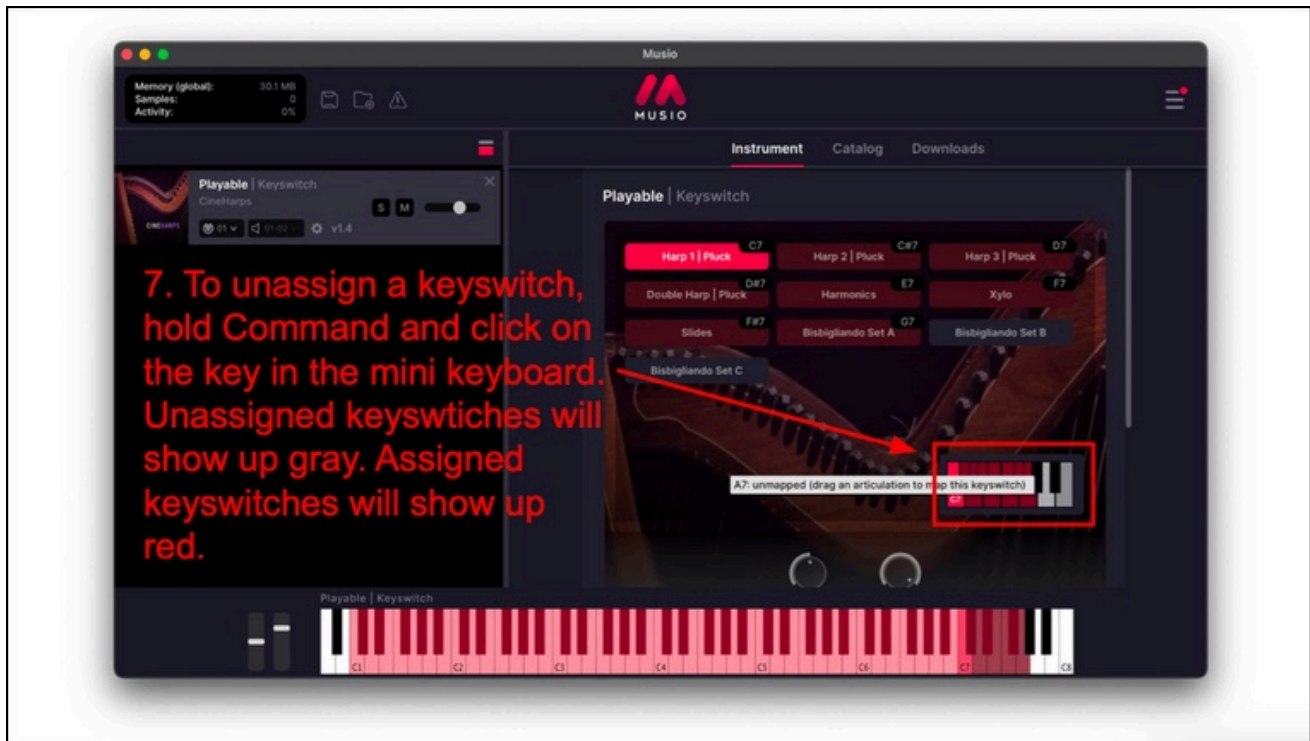 Musio
Memory (global): 30.1 MB
Samples: 0
Activity: 0%
MUSIO
Instrument Catalog Downloads
Playable | Keyswitch
CineHarps
S M
CINEHARPS
01 01-02 v1.4
Playable | Keyswitch
C7 C#7 D7
Harp 1 | Pluck Harp 2 | Pluck Harp 3 | Pluck
D#7 E7 F7
Double Harp | Pluck Harmonics Xylo
F#7 G7
Slides Bisbigliando Set A Bisbigliando Set B
Bisbigliando Set C
7. To unassign a keyswitch,
hold Command and click on
the key in the mini keyboard.
Unassigned keyswtiches will
show up gray. Assigned
keyswitches will show up
red.
A7: unmapped (drag an articulation to map this keyswitch)
C7
Playable | Keyswitch
C1 C2 C3 C4 C5 C6 C7 C8